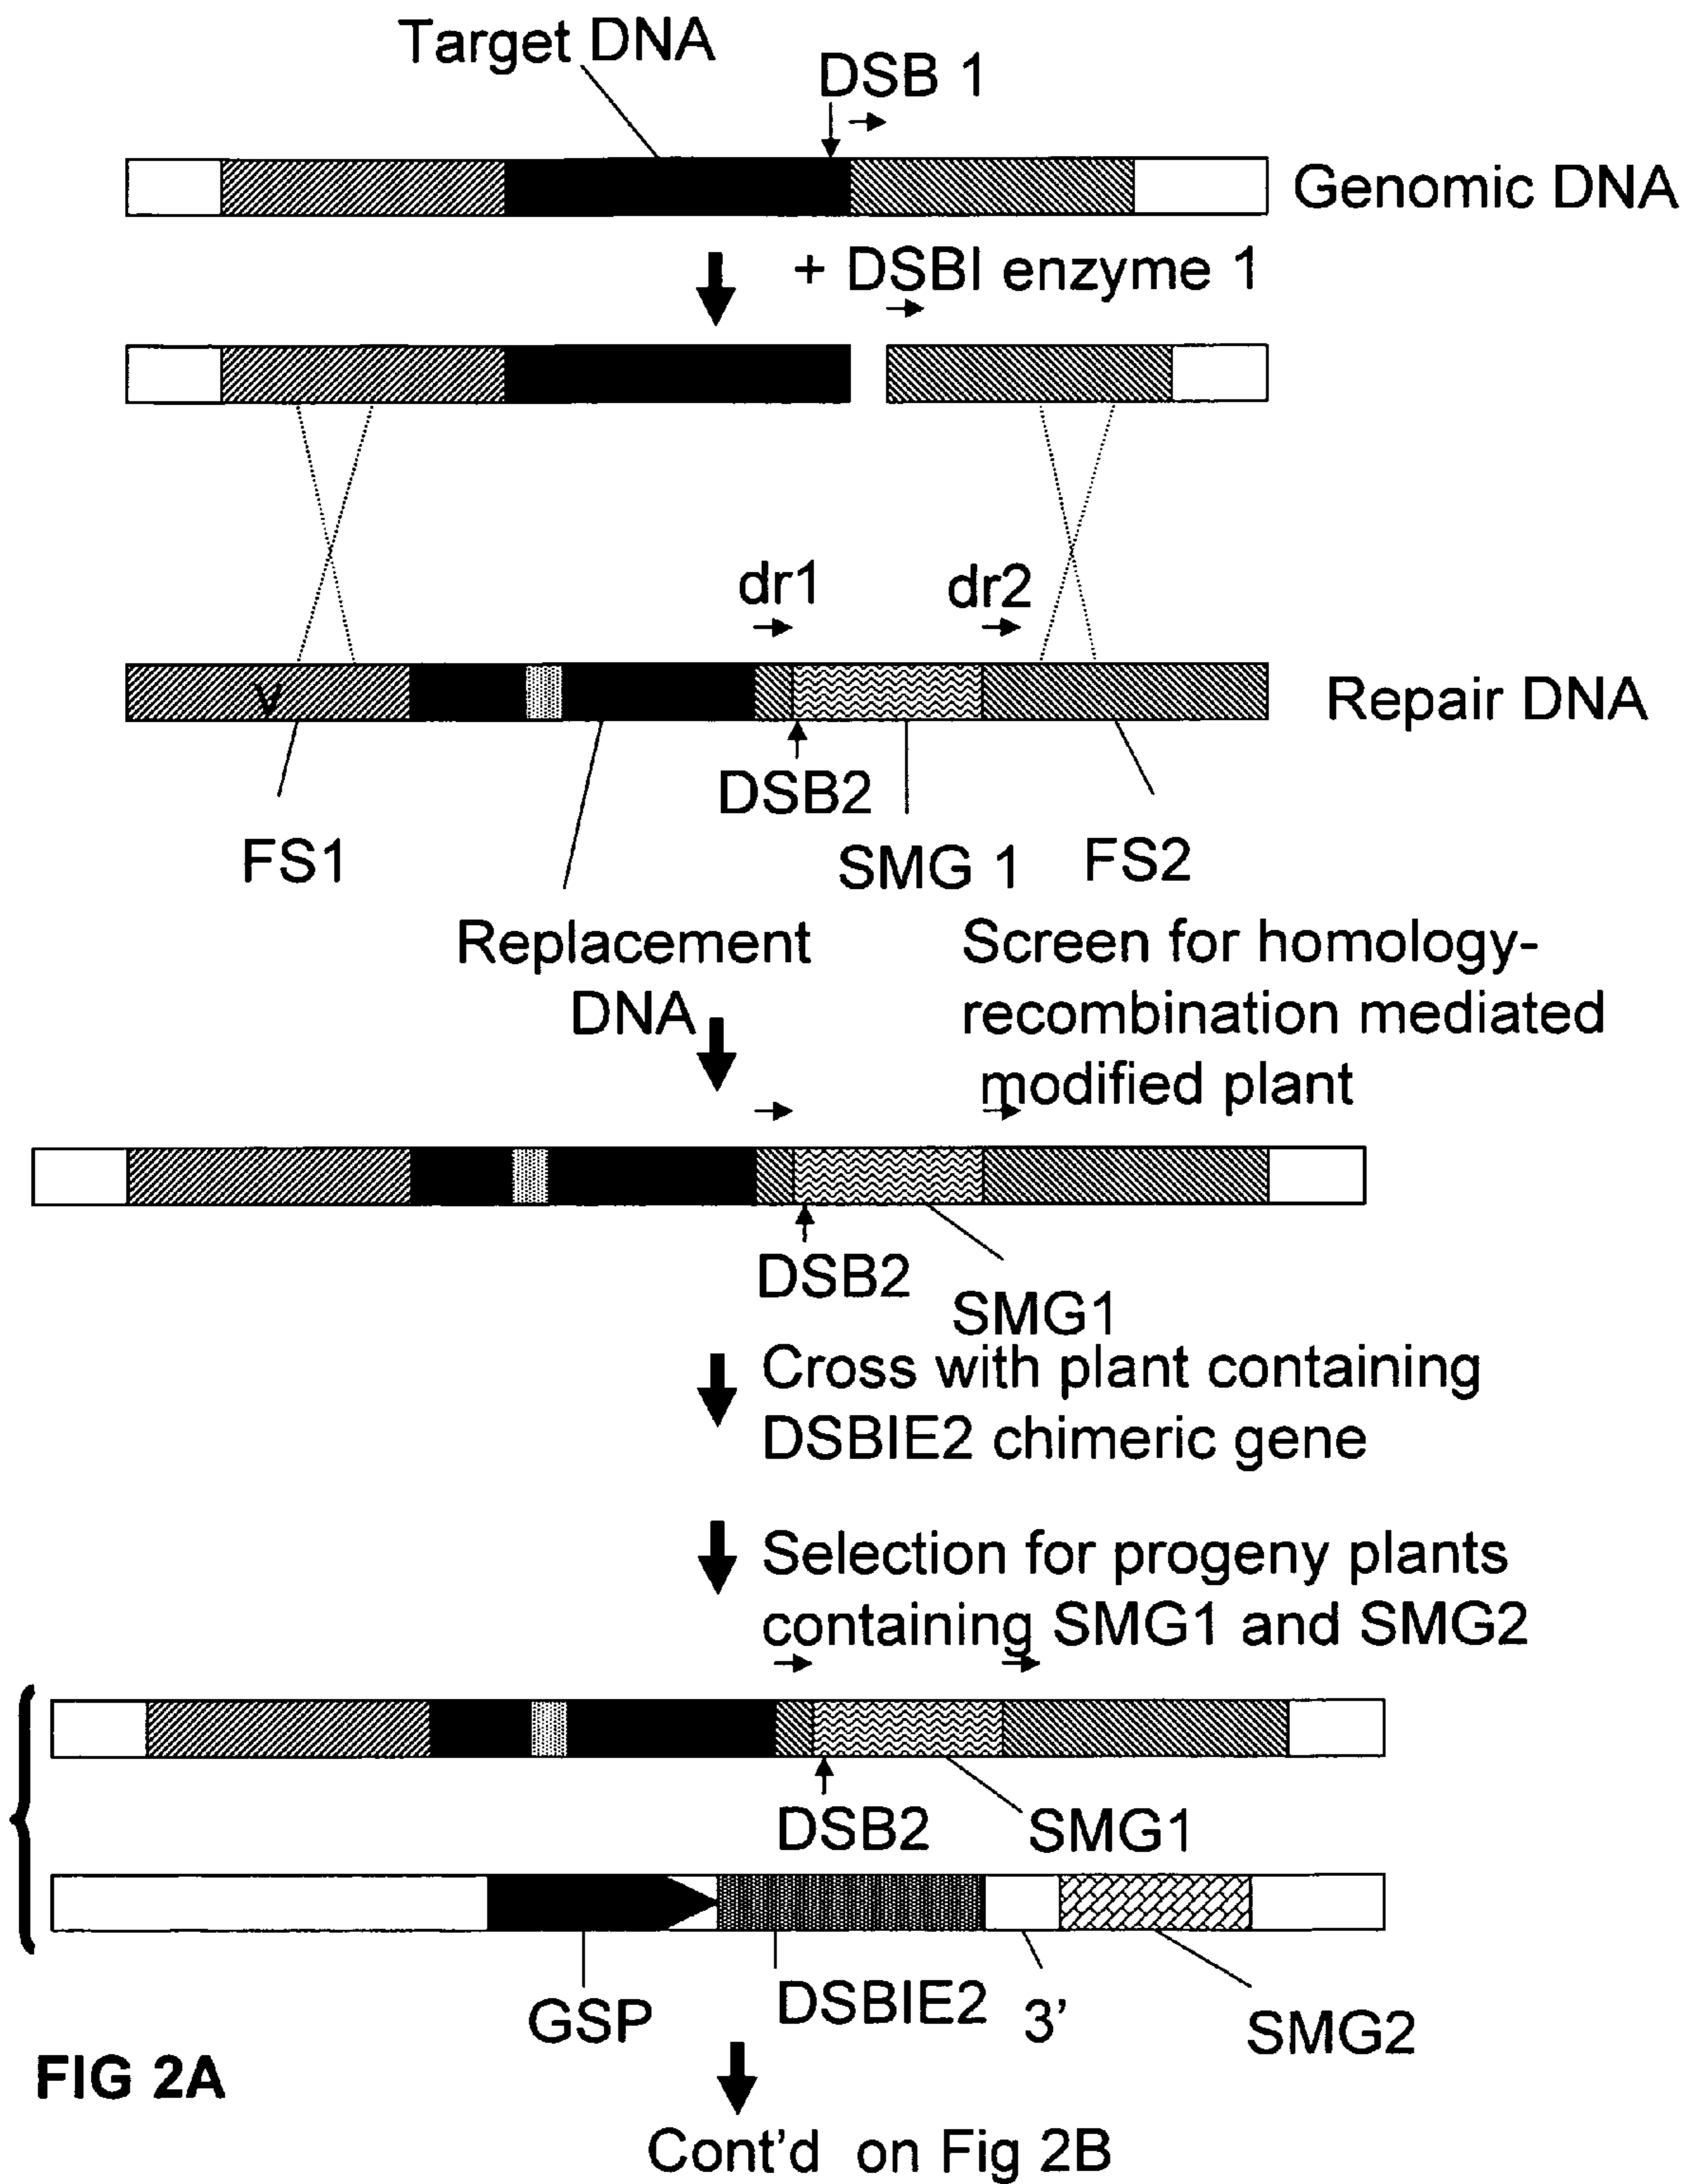 Target DNA
DSB 1
Genomic DNA
+ DSBI enzyme 1
dr1
dr2
V
Repair DNA
DSB2
FS1
SMG 1
FS2
Replacement
DNA
Screen for homology-
recombination mediated
modified plant
DSB2
SMG1
Cross with plant containing
DSBIE2 chimeric gene
Selection for progeny plants
containing SMG1 and SMG2
DSB2
SMG1
GSP
DSBIE2
3’
SMG2
FIG 2A
Cont’d on Fig 2B